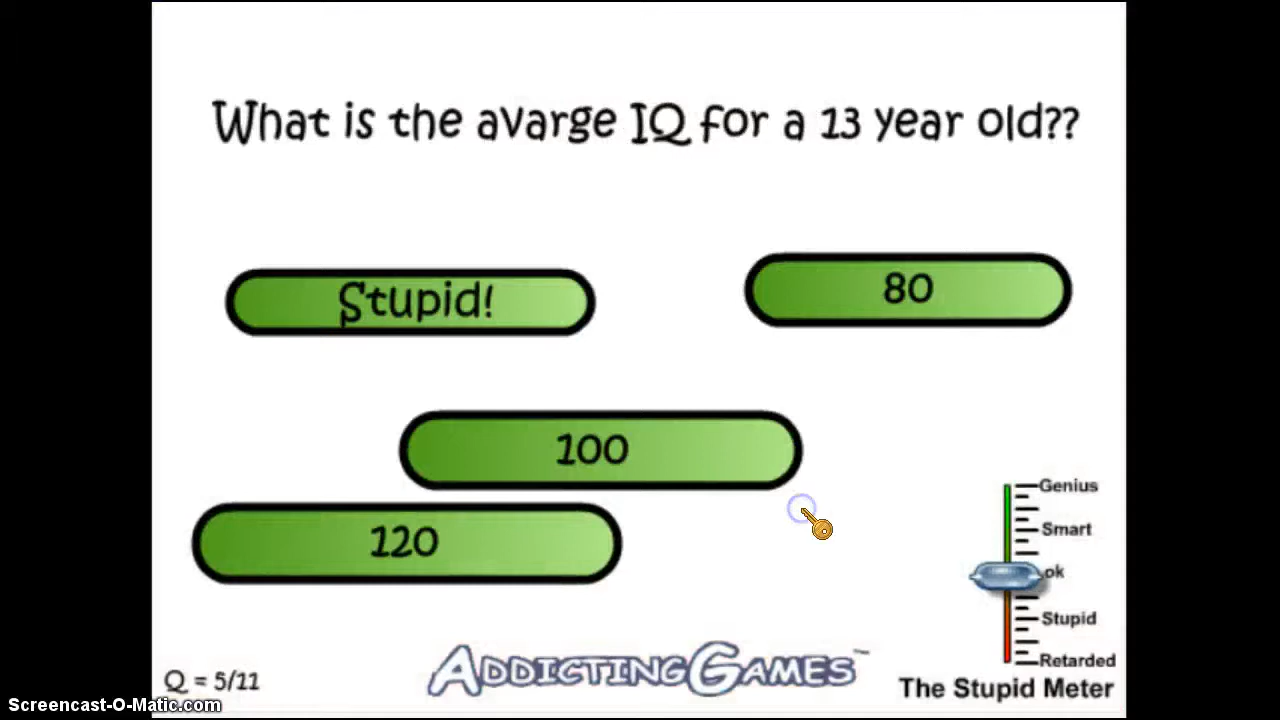 What is the avarge IQ for a 13 year old??
Stupid!
80
100
120
Genius
Smart
ok
Stupid
Retarded
The Stupid Meter
Q = 5/11
ADDICTINGGAMES™
Screencast-O-Matic.com